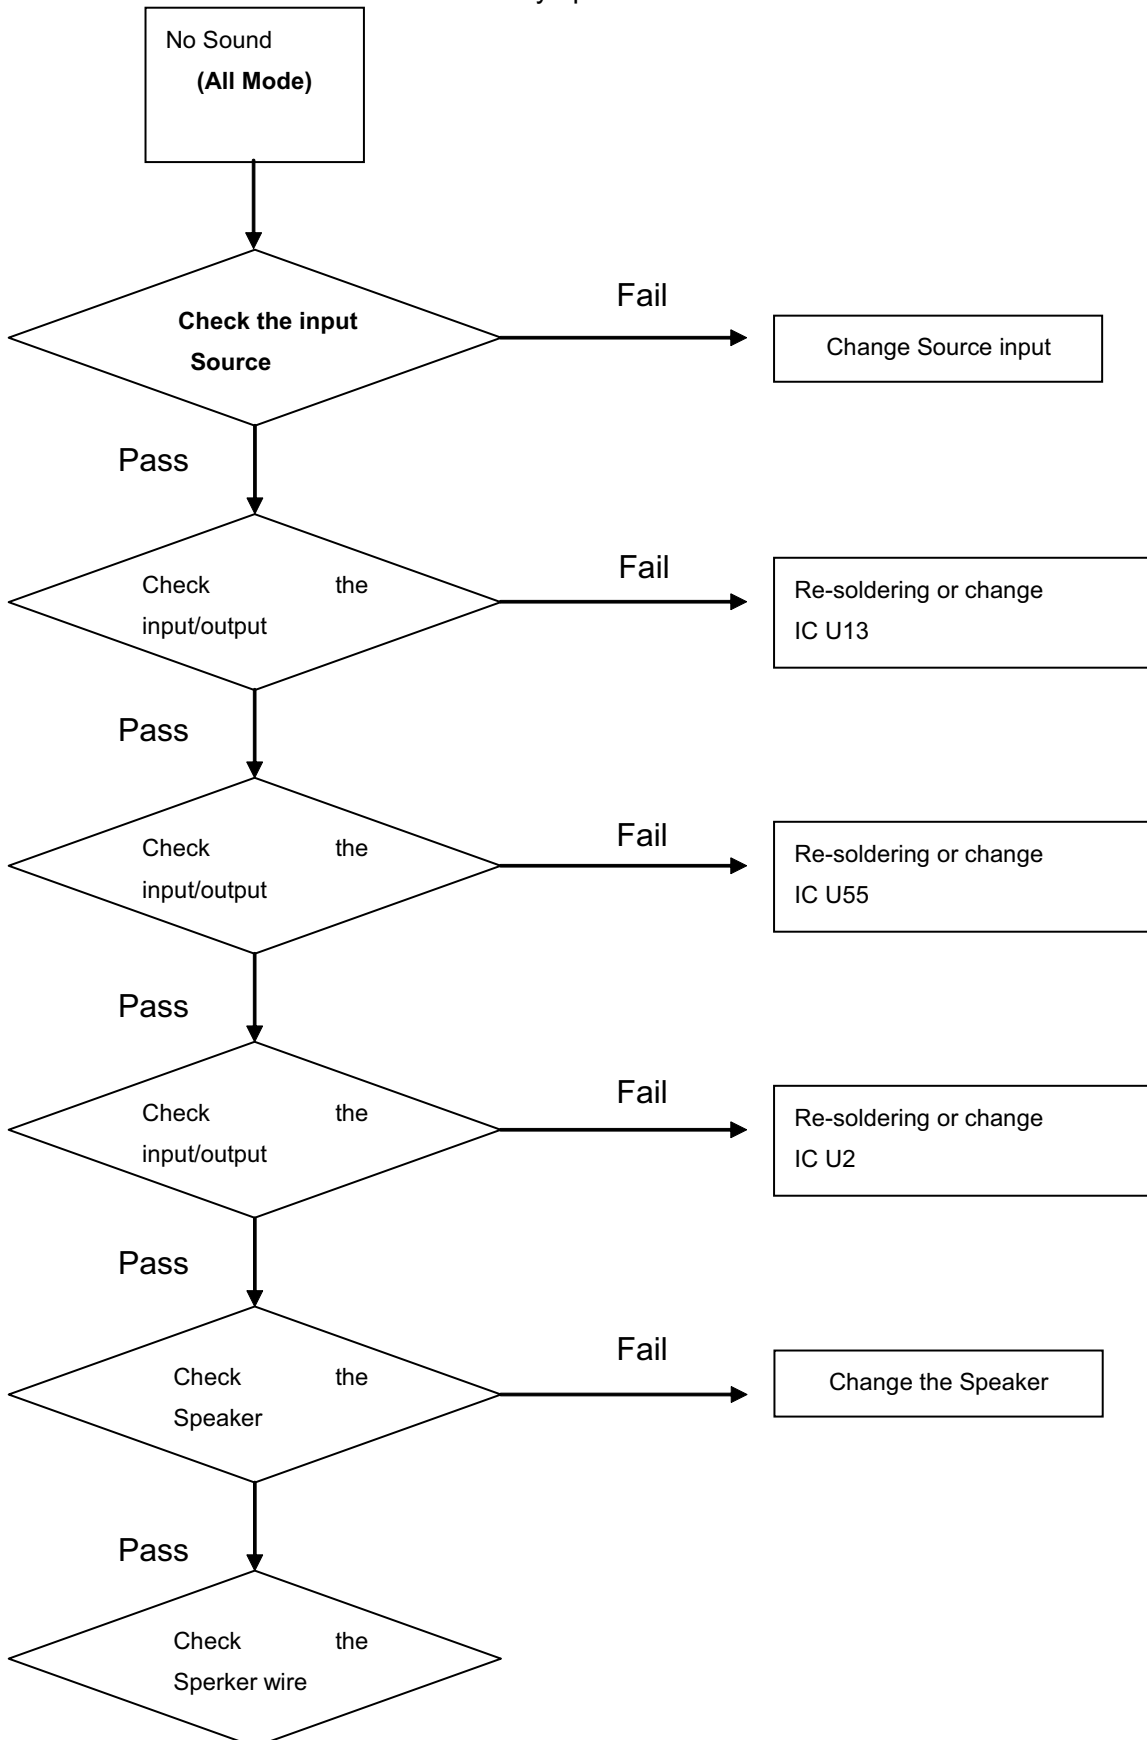 No Sound
(All Mode)
Check the input
Source
Fail
Change Source input
Pass
Check the
input/output
Fail
Re-soldering or change
IC U13
Pass
Check the
input/output
Fail
Re-soldering or change
IC U55
Pass
Check the
input/output
Fail
Re-soldering or change
IC U2
Pass
Check the
Speaker
Fail
Change the Speaker
Pass
Check the
Sperker wire